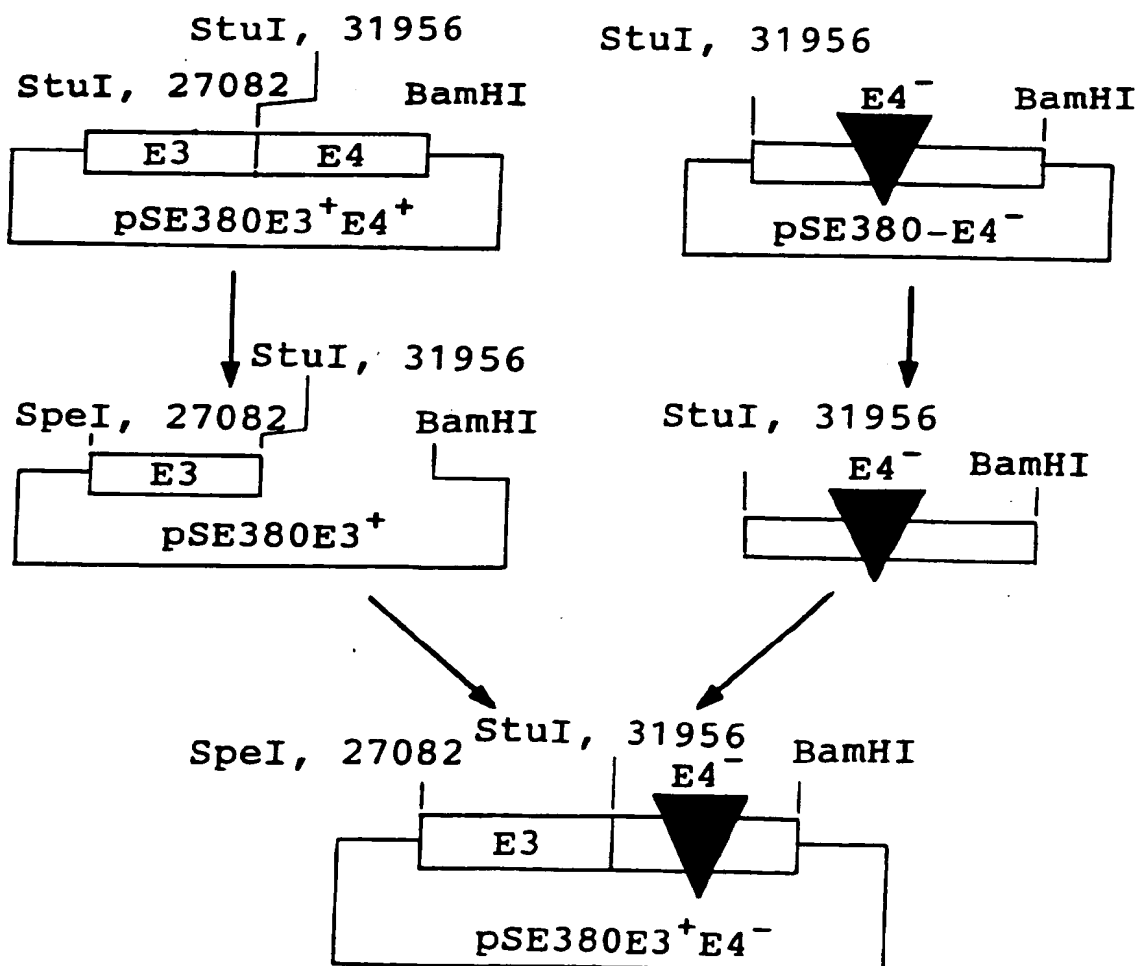 StuI, 31956
StuI, 27082
BamHI
E3
E4
pSE380E3⁺E4⁺
StuI, 31956
E4⁻
BamHI
pSE380-E4⁻
StuI, 31956
SpeI, 27082
BamHI
E3
pSE380E3⁺
StuI, 31956
E4⁻
BamHI
SpeI, 27082
StuI, 31956
E4⁻
BamHI
E3
pSE380E3⁺E4⁻